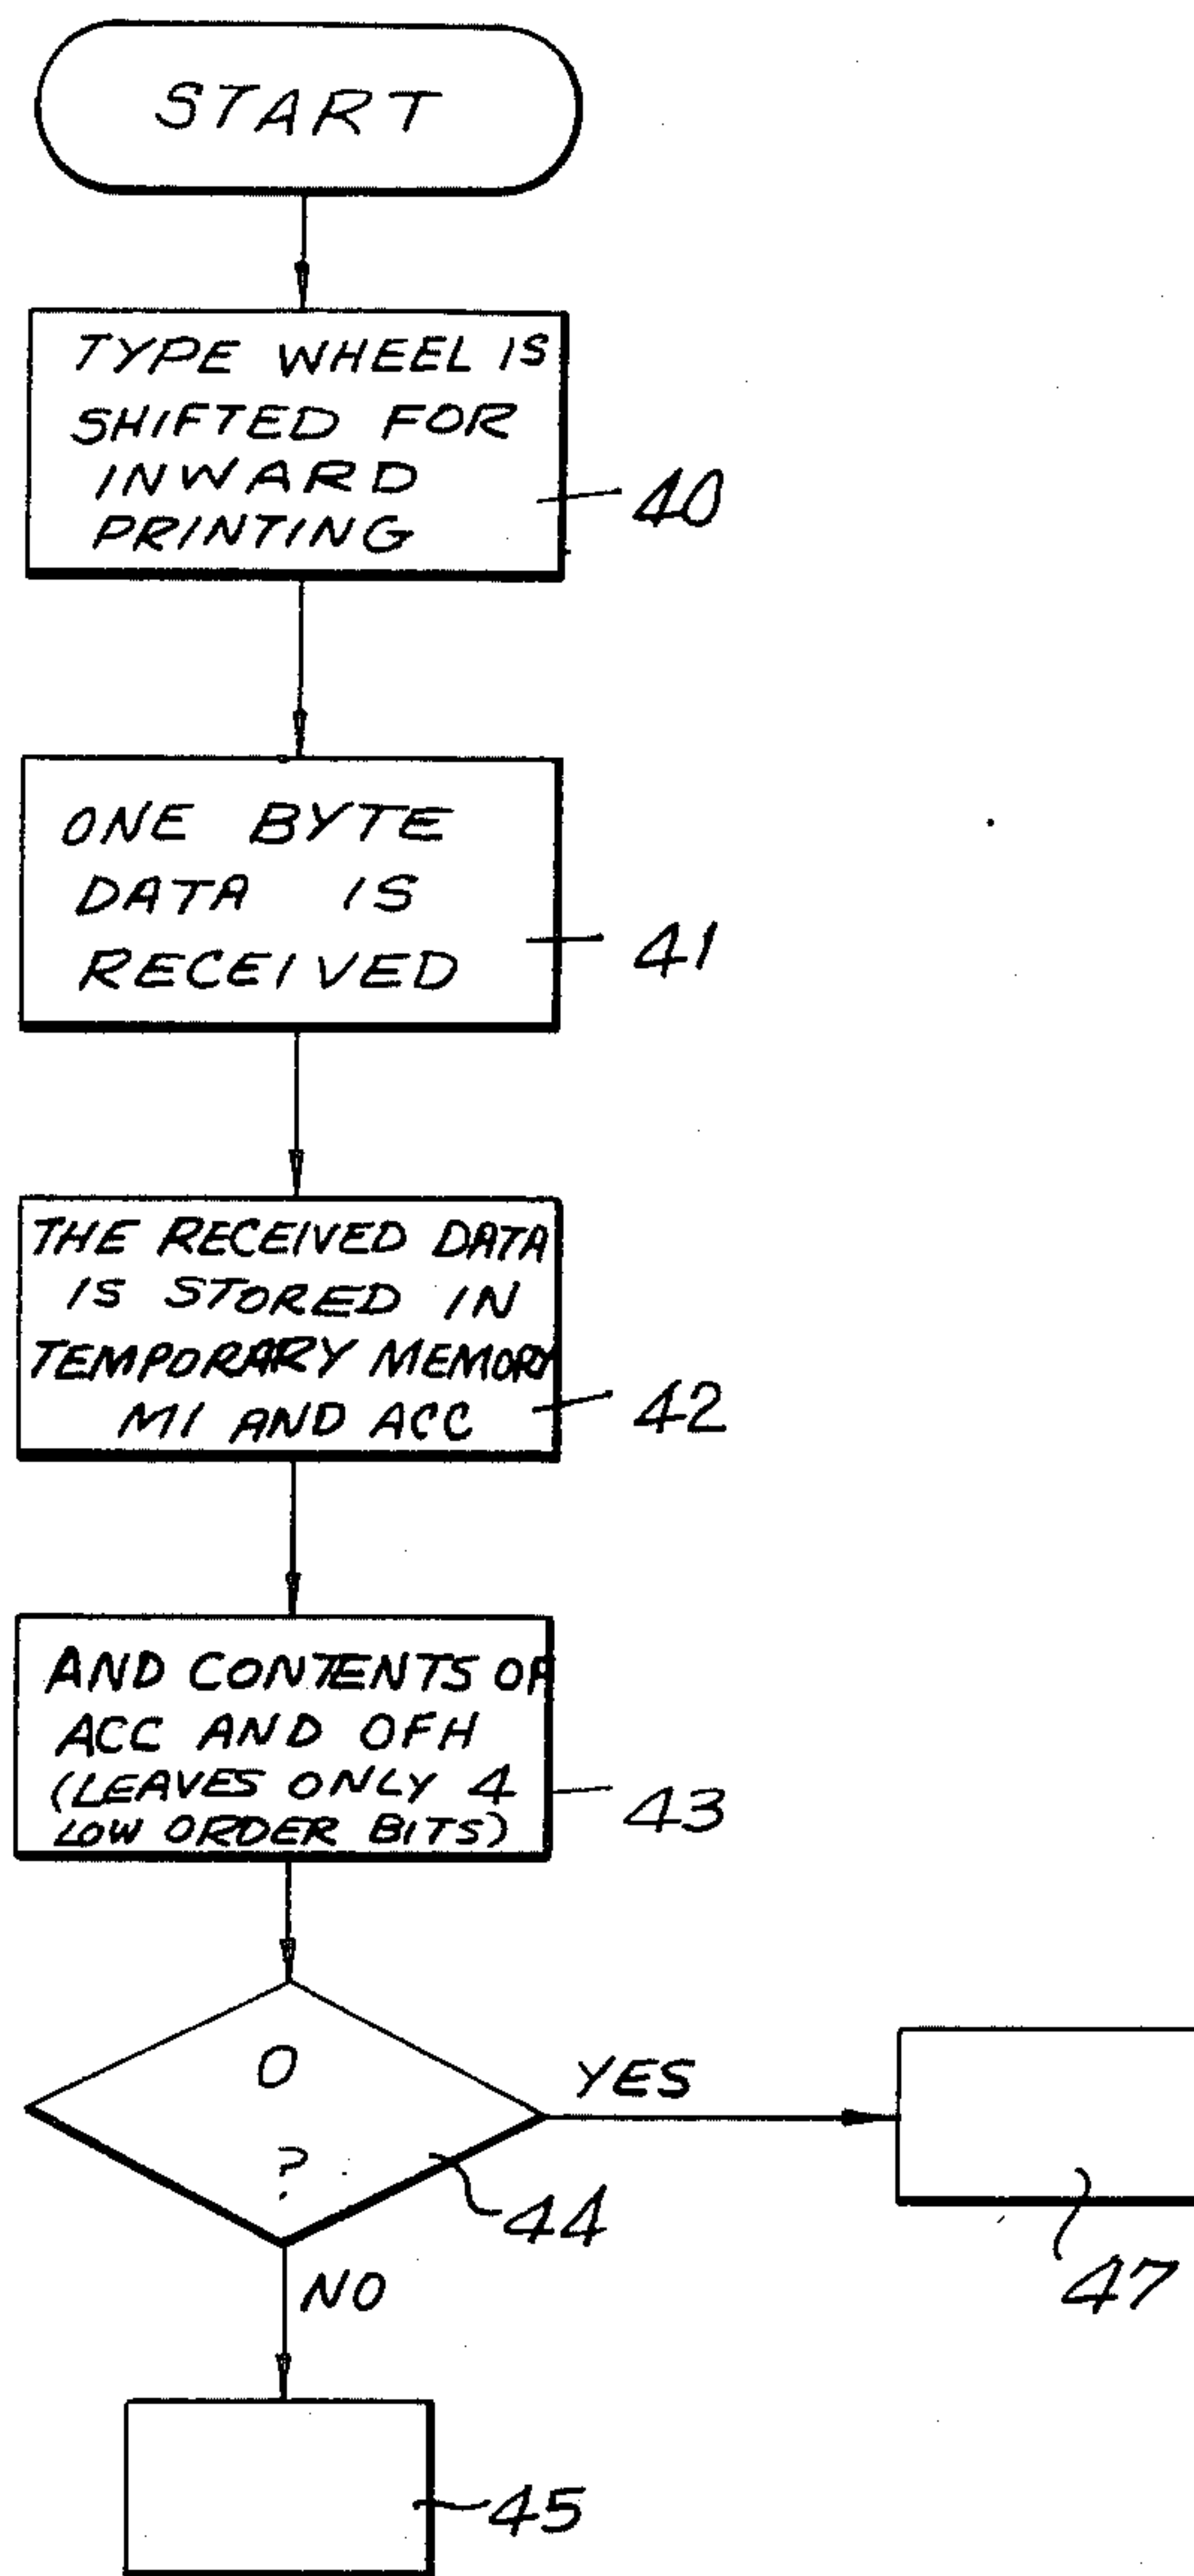 START
TYPE WHEEL IS
SHIFTED FOR
INWARD
PRINTING
40
ONE BYTE
DATA IS
RECEIVED
41
THE RECEIVED DATA
IS STORED IN
TEMPORARY MEMORY
M1 AND ACC
42
AND CONTENTS OF
ACC AND OFH
(LEAVES ONLY 4
LOW ORDER BITS)
43
0
?
YES
44
47
NO
45